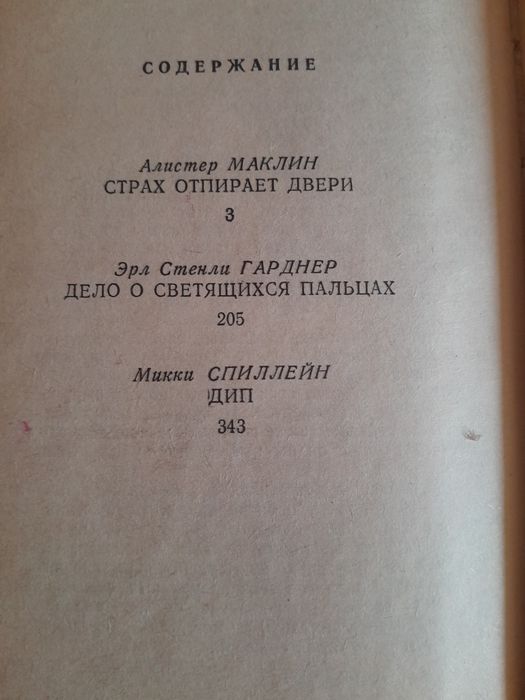 СОДЕРЖАНИЕ
Алистер МАКЛИН
СТРАХ ОТПИРАЕТ ДВЕРИ
3
Эрл Стенли ГАРДНЕР
ДЕЛО О СВЕТЯЩИХСЯ ПАЛЬЦАХ
205
Микки СПИЛЛЕЙН
ДИП
343